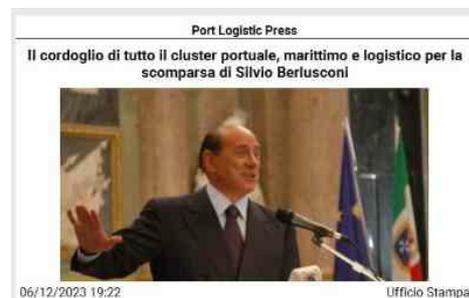 Port Logistic Press
Il cordoglio di tutto il cluster portuale, marittimo e logistico per la
scomparsa di Silvio Berlusconi
06/12/2023 19:22 Ufficio Stampa